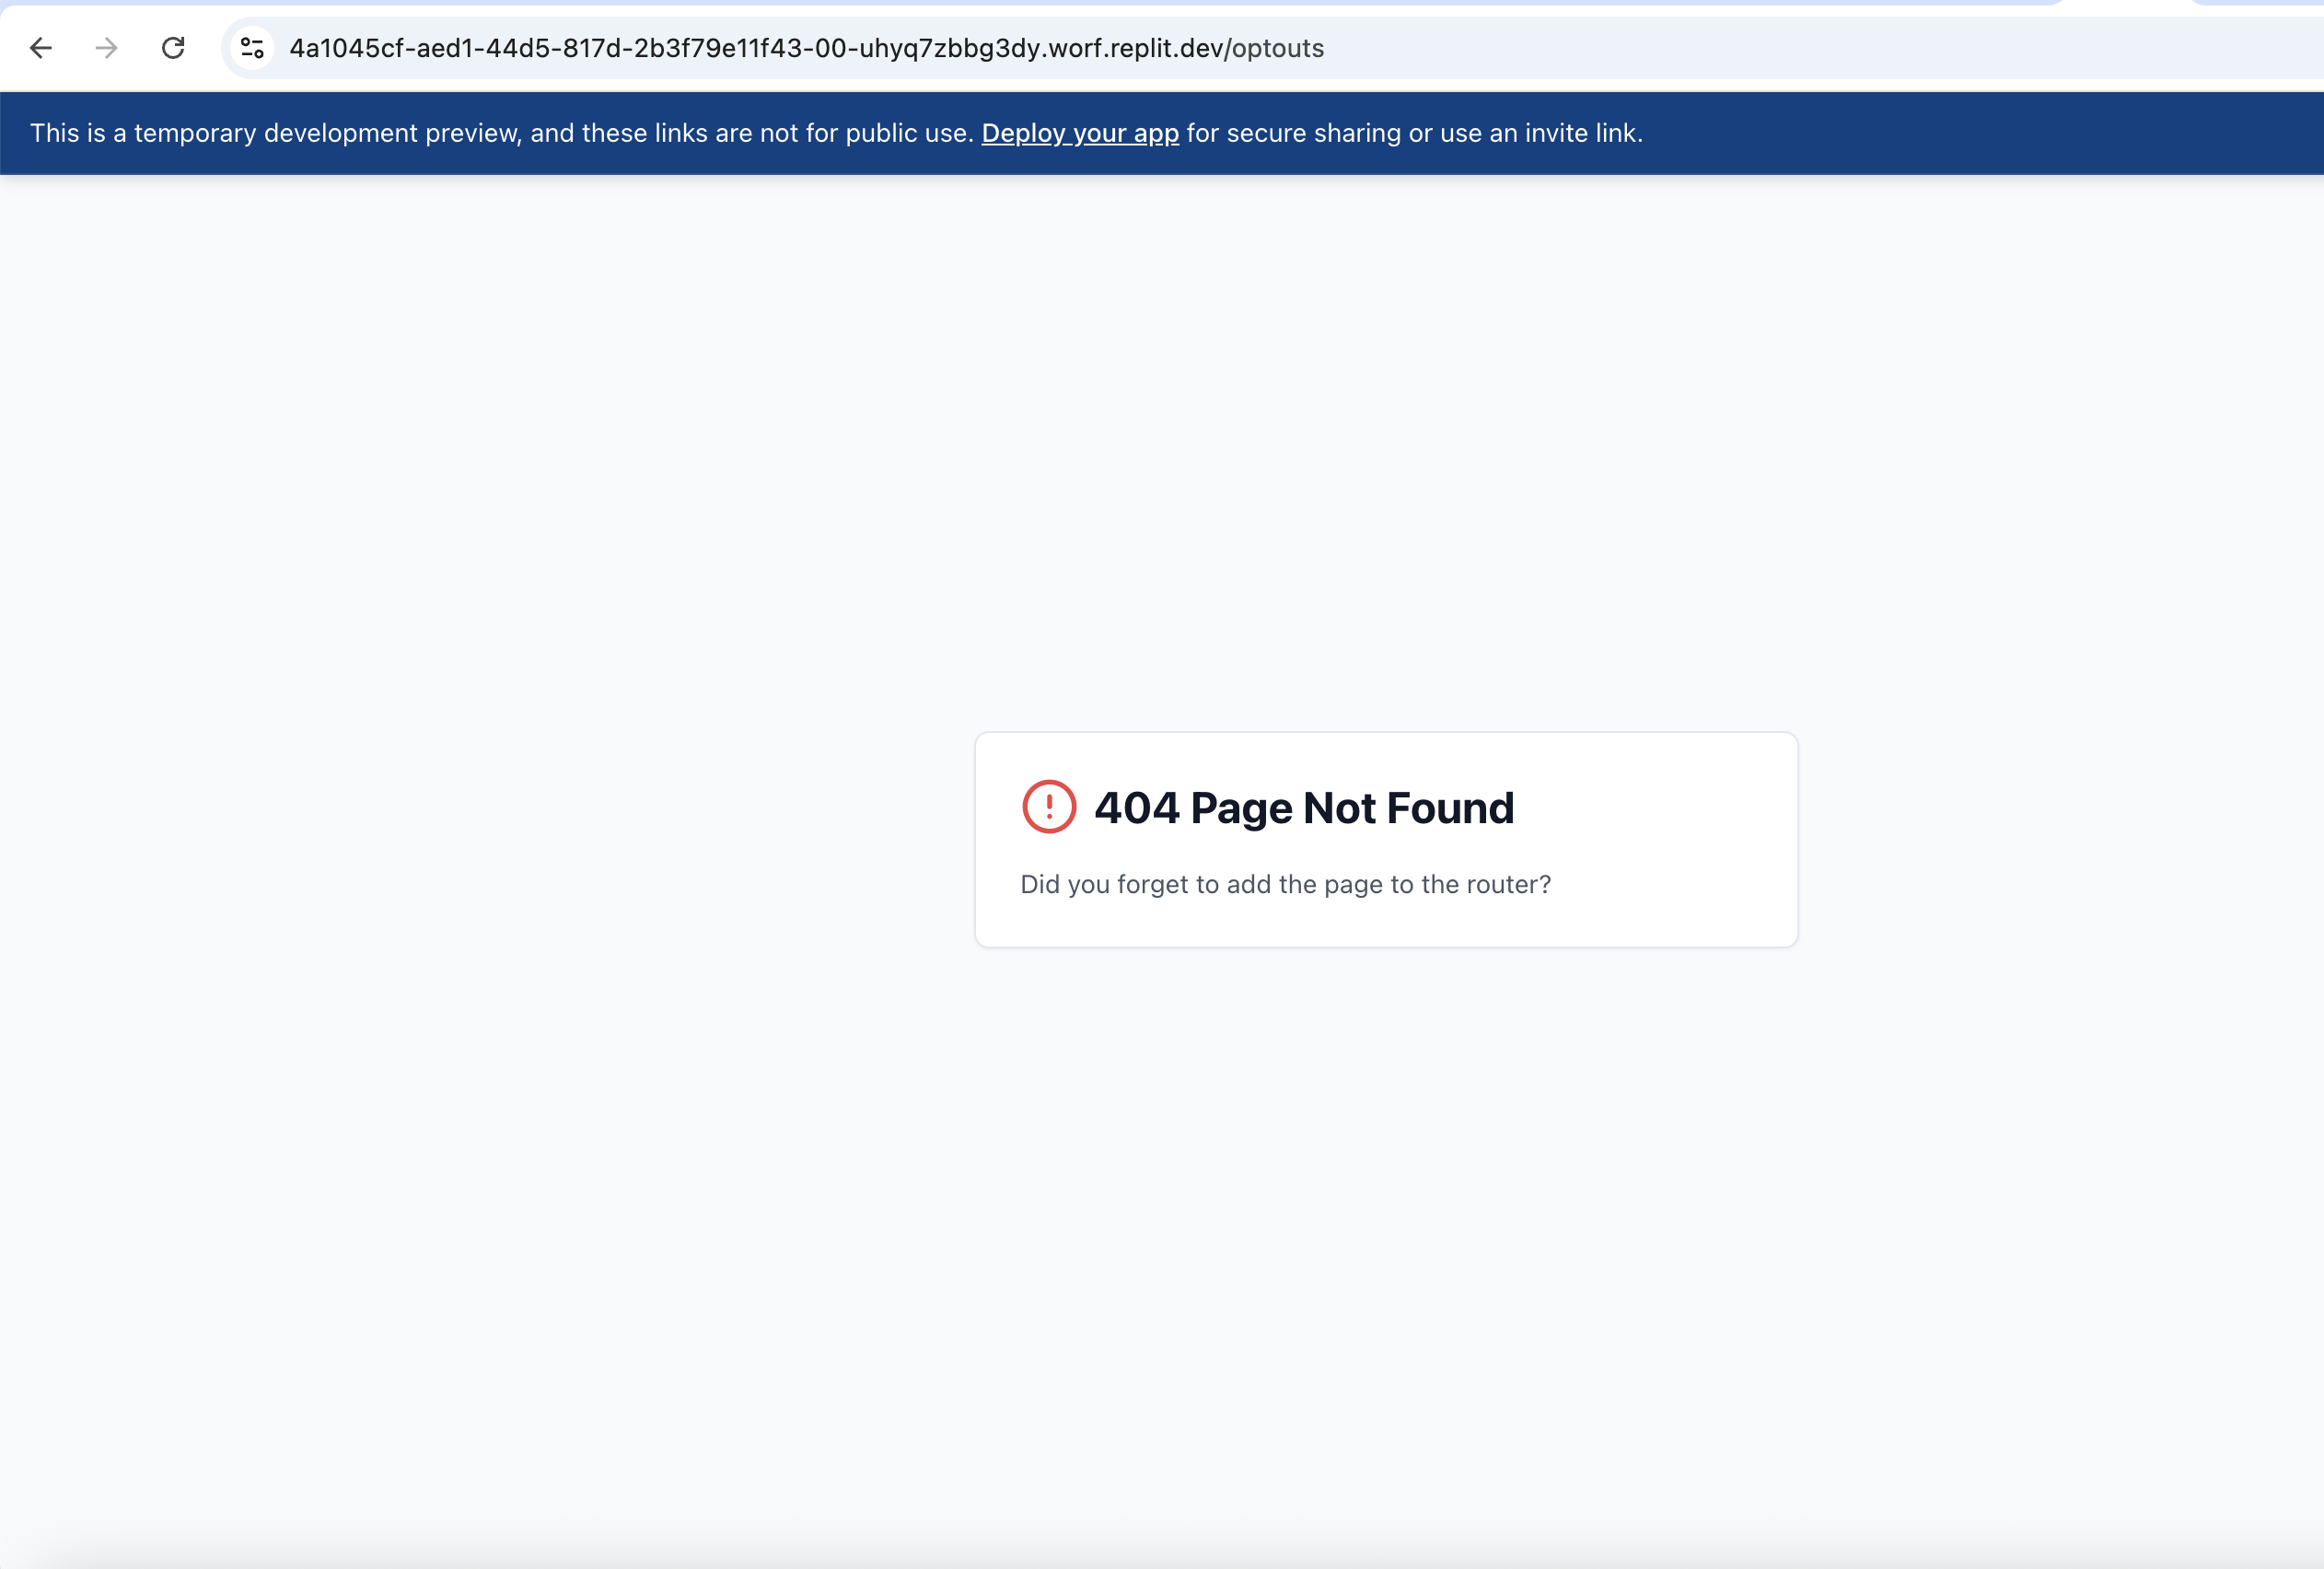 4a1045cf-aed1-44d5-817d-2b3f79e11f43-00-uhyq7zbbg3dy.worf.replit.dev/optouts
This is a temporary development preview, and these links are not for public use. Deploy your app for secure sharing or use an invite link.
404 Page Not Found
Did you forget to add the page to the router?